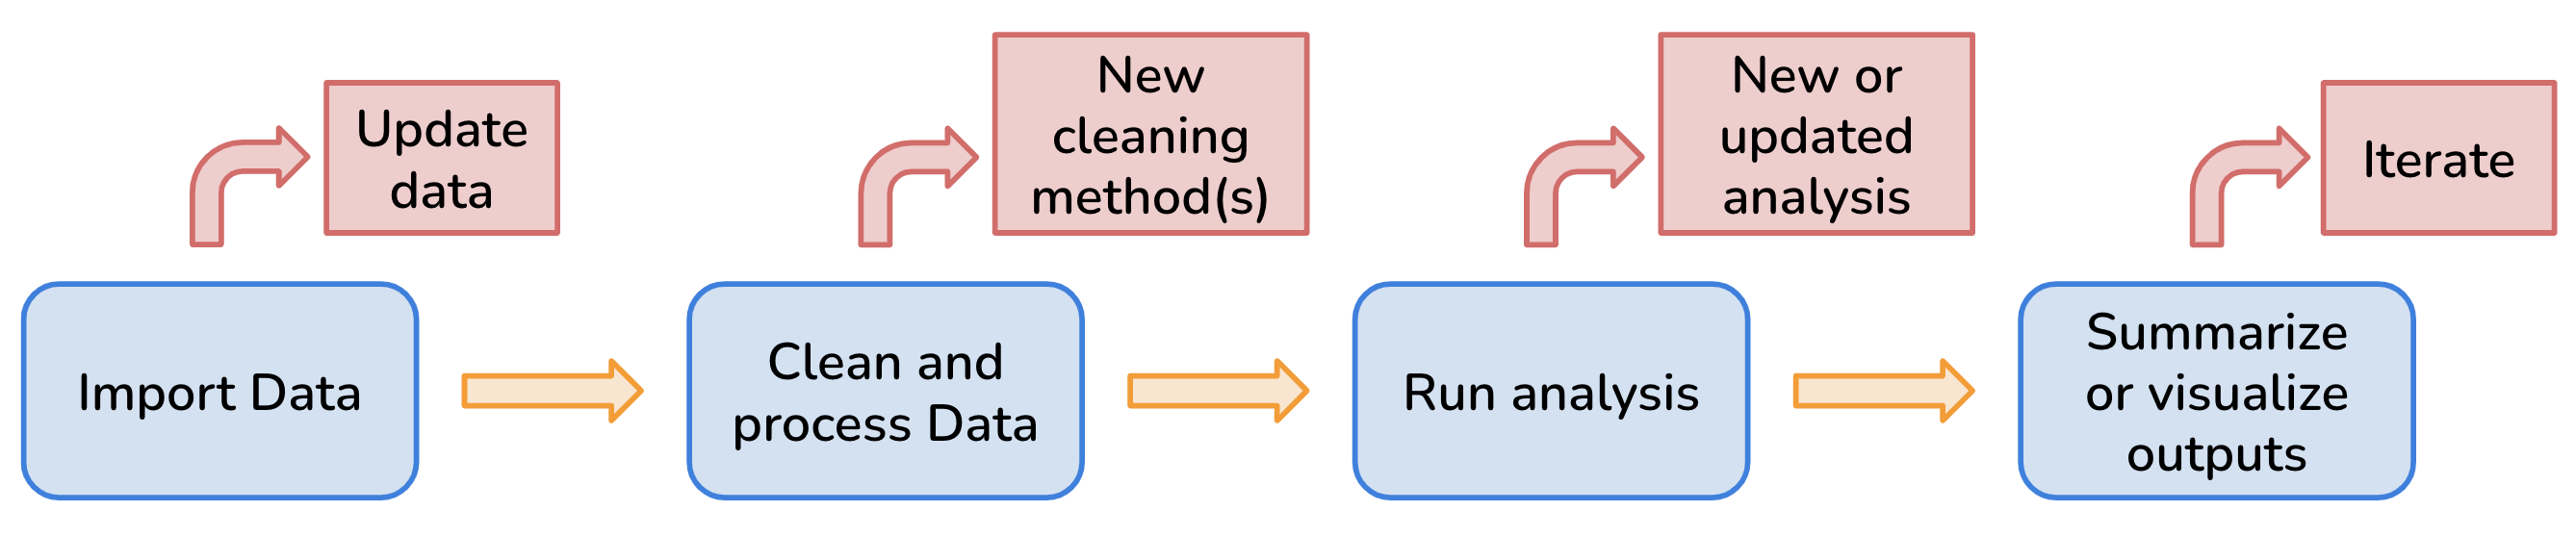 Update
data
New
cleaning
method(s)
New or
updated
analysis
Iterate
Import Data
Clean and
process Data
Run analysis
Summarize
or visualize
outputs